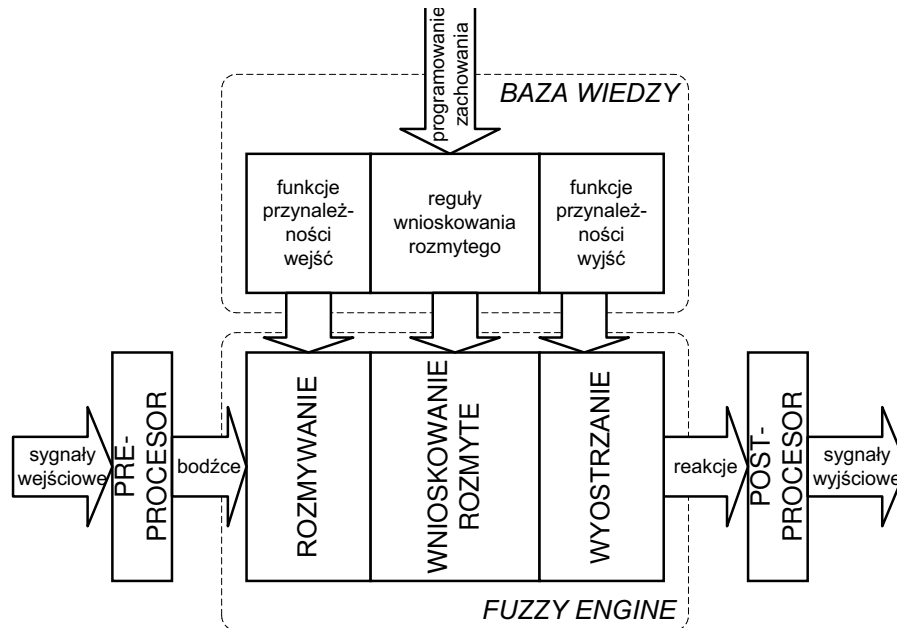 programowanie
zachowania
BAZA WIEDZY
funkcje
przynależ-
ności
wejść
reguły
wnioskowania
rozmytego
funkcje
przynależ-
ności
wyjść
sygnały
wejściowe
PRE-
PROCESOR
bodźce
ROZMYWANIE
WNIOSKOWANIE
ROZMYTE
WYOSTRZANIE
reakcje
POST-
PROCESOR
sygnały
wyjściowe
FUZZY ENGINE